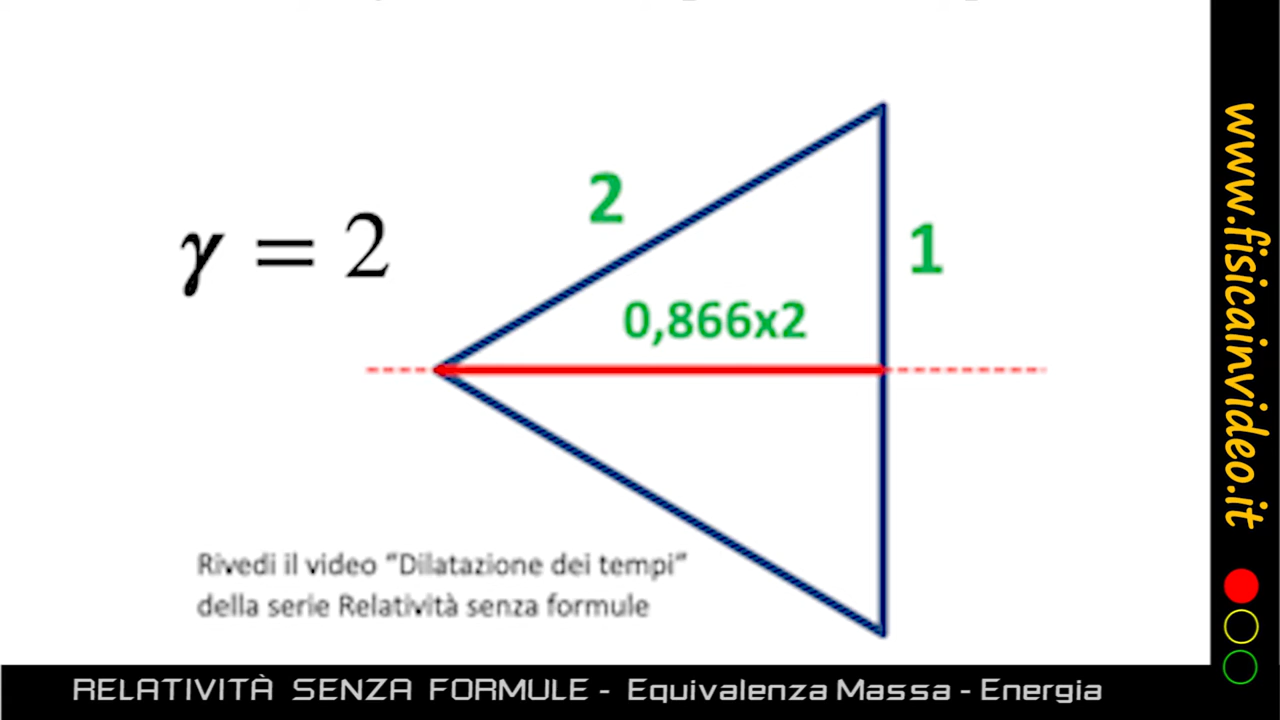 2
γ = 2
1
0,866x2
Rivedi il video “Dilatazione dei tempi”
della serie Relatività senza formule
RELATIVITÀ SENZA FORMULE - Equivalenza Massa - Energia
www.fisicainvideo.it